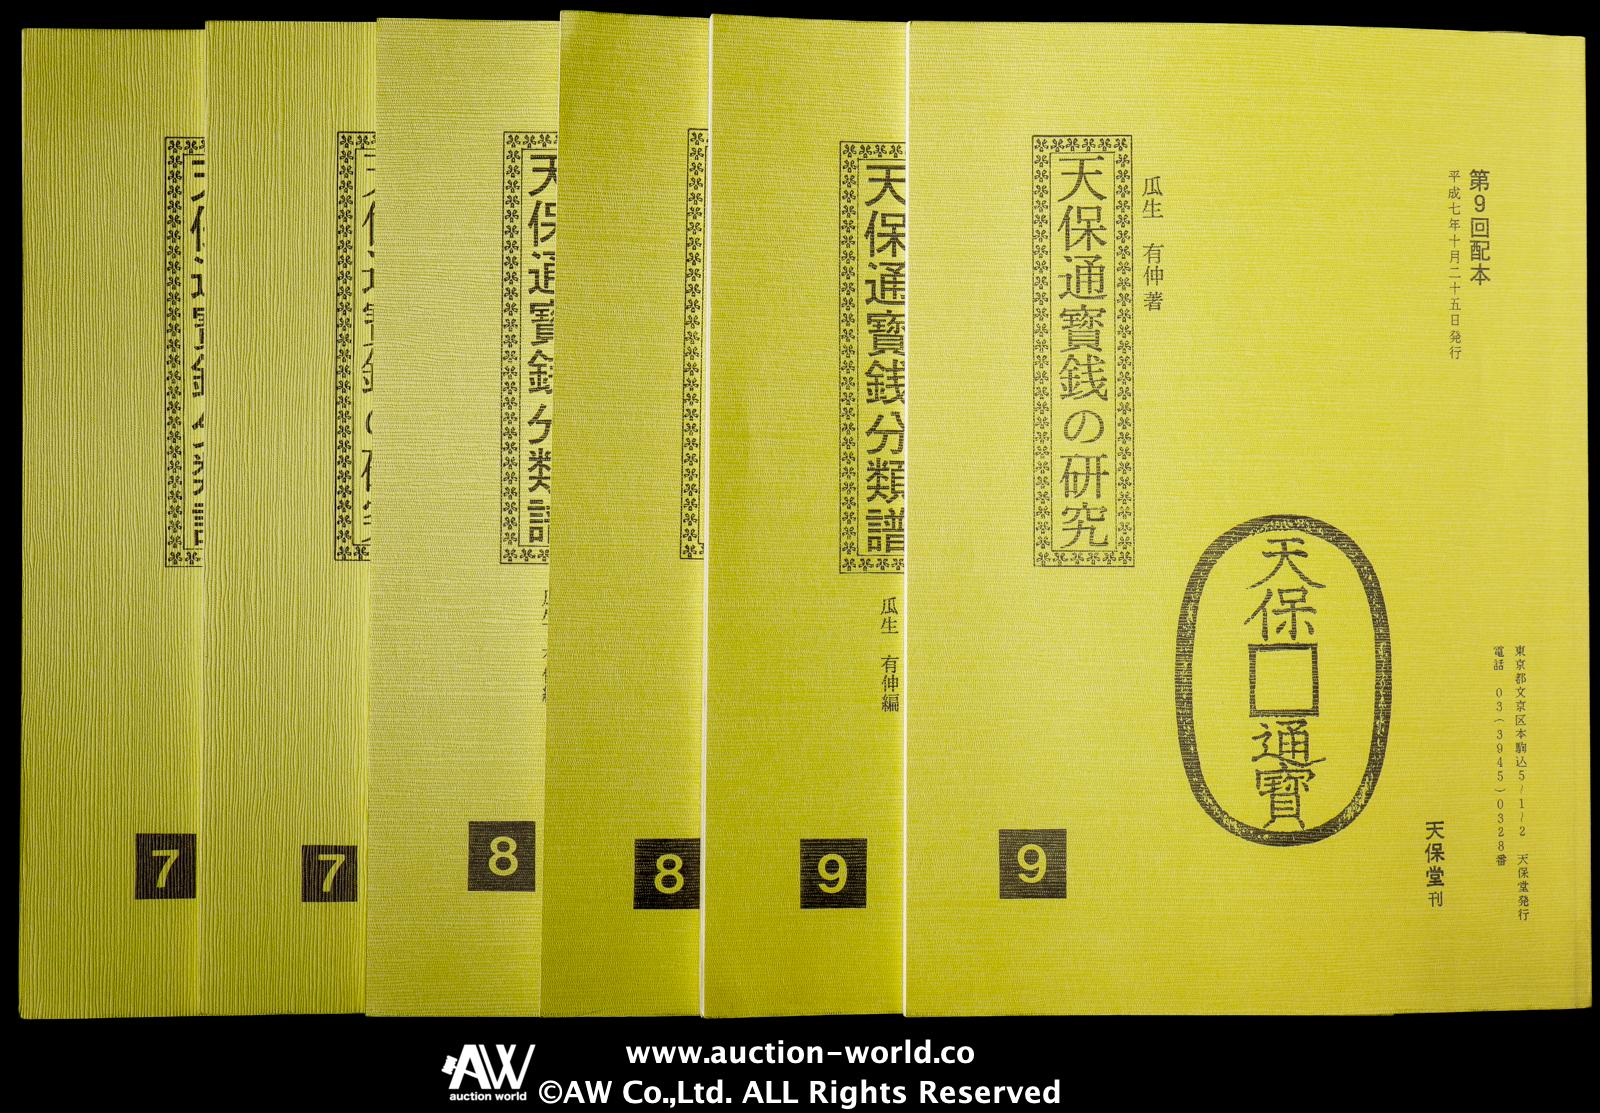 第9回配本
平成七年十月二十五日発行
瓜生 有仲著
天保通寳銭の研究
天保通寳
東京都文京区本駒込5~1~2 天保堂発行
電話 03(3945)0328番
天保堂刊
9
天保通寳銭分類譜
瓜生 有仲編
9
8
天保通寳銭分類譜
8
7
7
www.auction-world.co
AW
auction world
©AW Co.,Ltd. ALL Rights Reserved